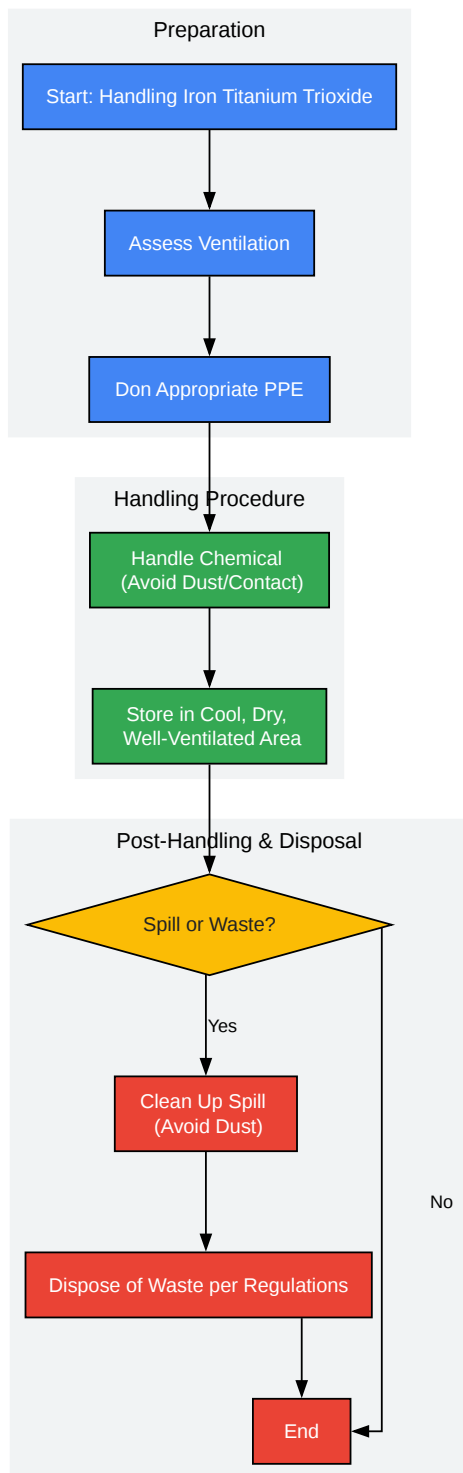 Preparation
Start: Handling Iron Titanium Trioxide
Assess Ventilation
Don Appropriate PPE
Handling Procedure
Handle Chemical
(Avoid Dust/Contact)
Store in Cool, Dry,
Well-Ventilated Area
Post-Handling & Disposal
Spill or Waste?
Yes
Clean Up Spill
(Avoid Dust)
No
Dispose of Waste per Regulations
End